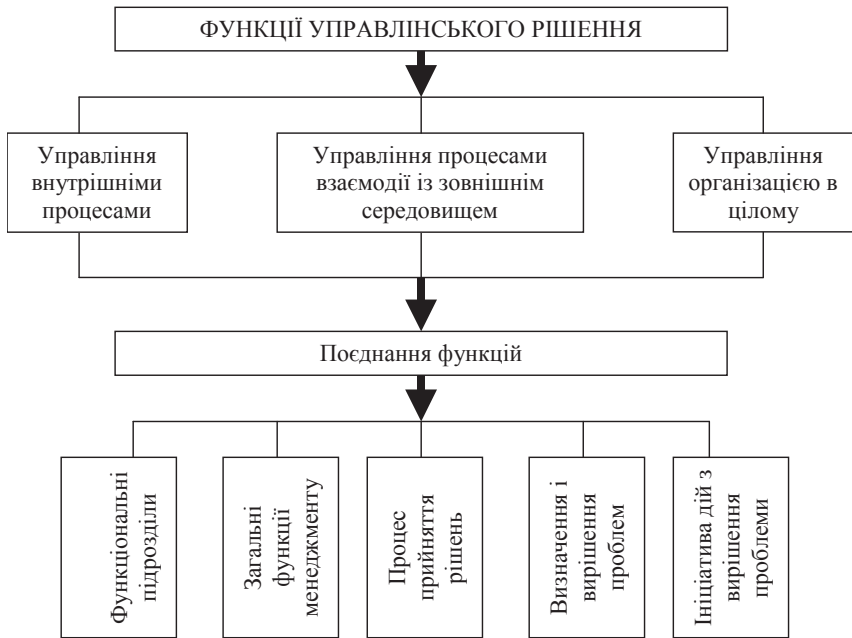 ФУНКЦІЇ УПРАВЛІНСЬКОГО РІШЕННЯ
Управління
внутрішніми
процесами
Управління процесами
взаємодії із зовнішнім
середовищем
Управління
організацією в
цілому
Поєднання функцій
Функціональні
підрозділи
Загальні
функції
менеджменту
Процес
прийняття
рішень
Визначення і
вирішення
проблем
Ініціатива дій з
вирішення
проблеми